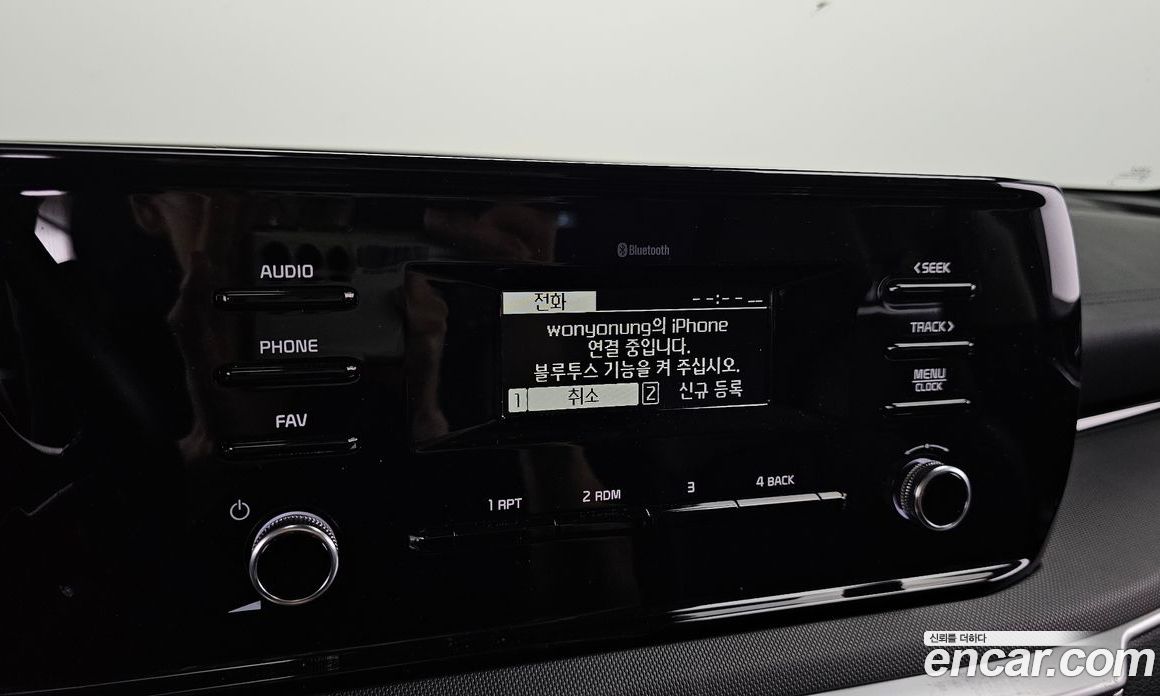 Bluetooth
AUDIO
PHONE
FAV
전화
--:-- --
wonyonung의 iPhone
연결 중입니다.
블루투스 기능을 켜 주십시오.
1 취소 2 신규 등록
<SEEK
TRACK>
MENU
CLOCK
1 RPT 2 RDM 3 4 BACK
신뢰를 더하다
encar.com